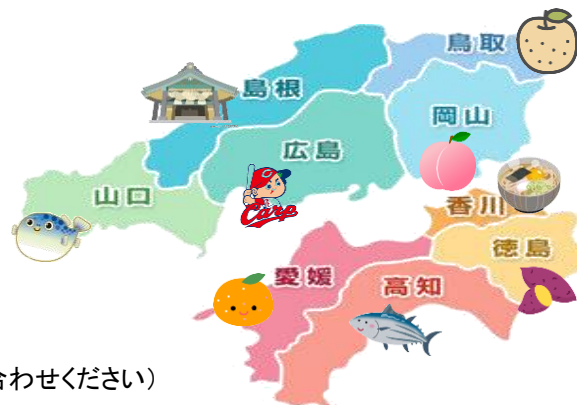 鳥取
島根
岡山
広島
山口
Carp
香川
徳島
愛媛
高知
合わせください）